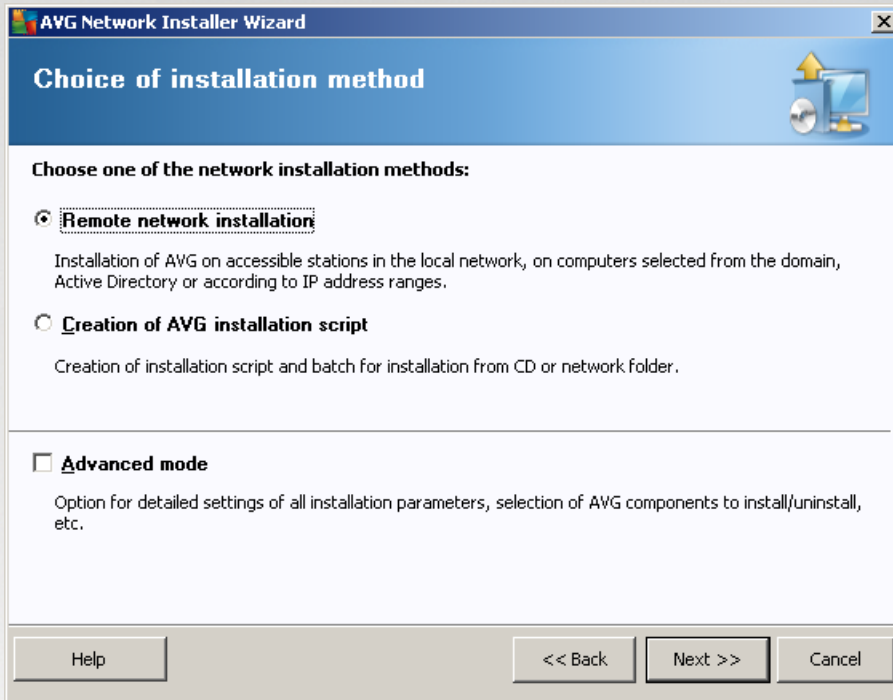 AVG Network Installer Wizard
Choice of installation method
Choose one of the network installation methods:
Remote network installation
Installation of AVG on accessible stations in the local network, on computers selected from the domain,
Active Directory or according to IP address ranges.
Creation of AVG installation script
Creation of installation script and batch for installation from CD or network folder.
Advanced mode
Option for detailed settings of all installation parameters, selection of AVG components to install/uninstall,
etc.
Help
<< Back
Next >>
Cancel